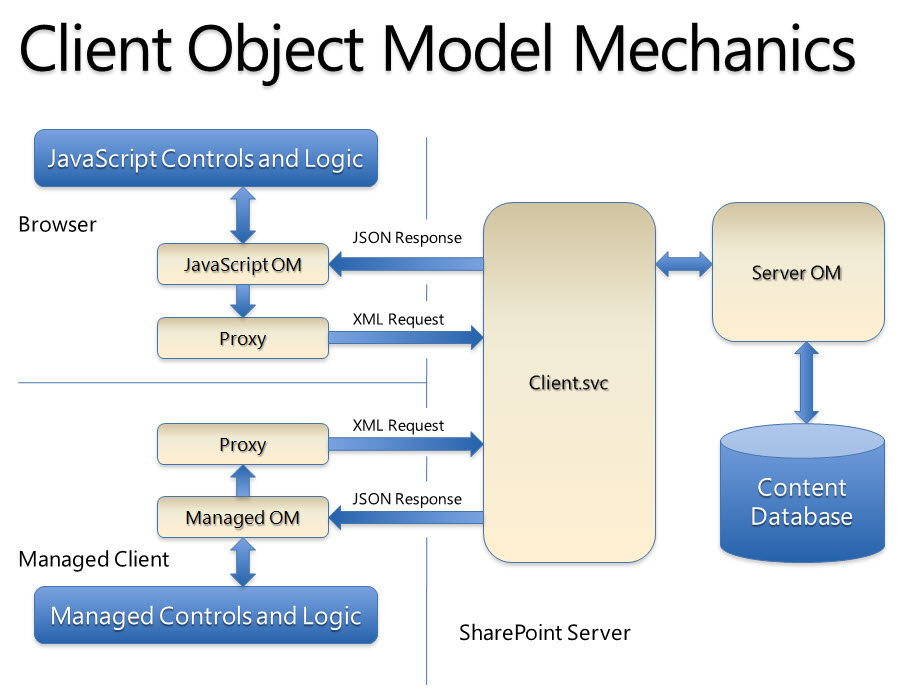 Client Object Model Mechanics
JavaScript Controls and Logic
Browser
JSON Response
JavaScript OM
XML Request
Proxy
Client.svc
Server OM
XML Request
Proxy
JSON Response
Managed OM
Content
Database
Managed Client
Managed Controls and Logic
SharePoint Server